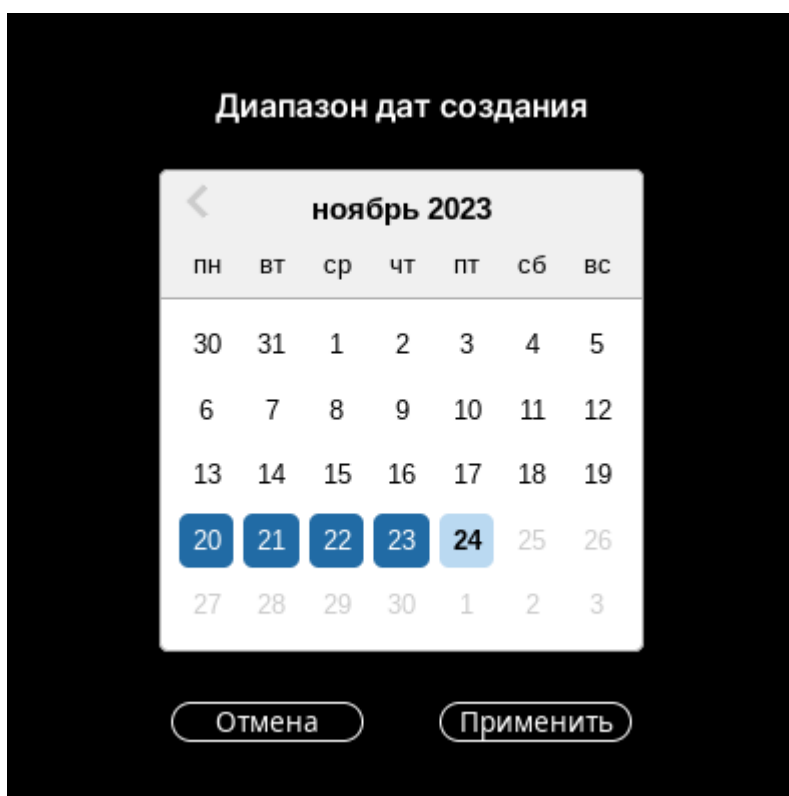 Диапазон дат создания
ноябрь 2023
пн вт ср чт пт сб вс
30 31 1 2 3 4 5
6 7 8 9 10 11 12
13 14 15 16 17 18 19
20 21 22 23 24 25 26
27 28 29 30 1 2 3
Отмена Применить